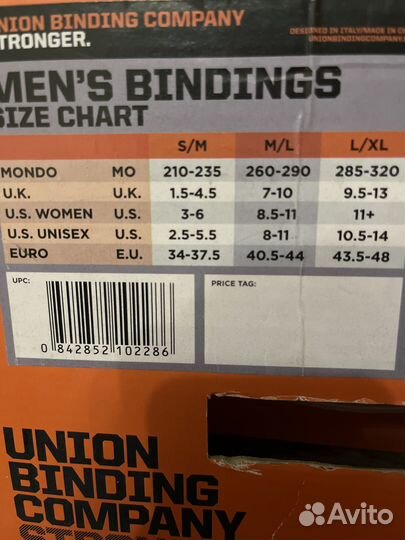 UNION BINDING COMPANY
STRONGER.
DESIGNED IN ITALY/MADE IN
UNIONBINDINGCOMPANY.
MEN'S BINDINGS
SIZE CHART
S/M M/L L/XL
MONDO MO 210-235 260-290 285-320
U.K. U.K. 1.5-4.5 7-10 9.5-13
U.S. WOMEN U.S. 3-6 8.5-11 11+
U.S. UNISEX U.S. 2.5-5.5 8-11 10.5-14
EURO E.U. 34-37.5 40.5-44 43.5-48
UPC: PRICE TAG:
0 842852 102286
UNION
BINDING
COMPANY
Avito